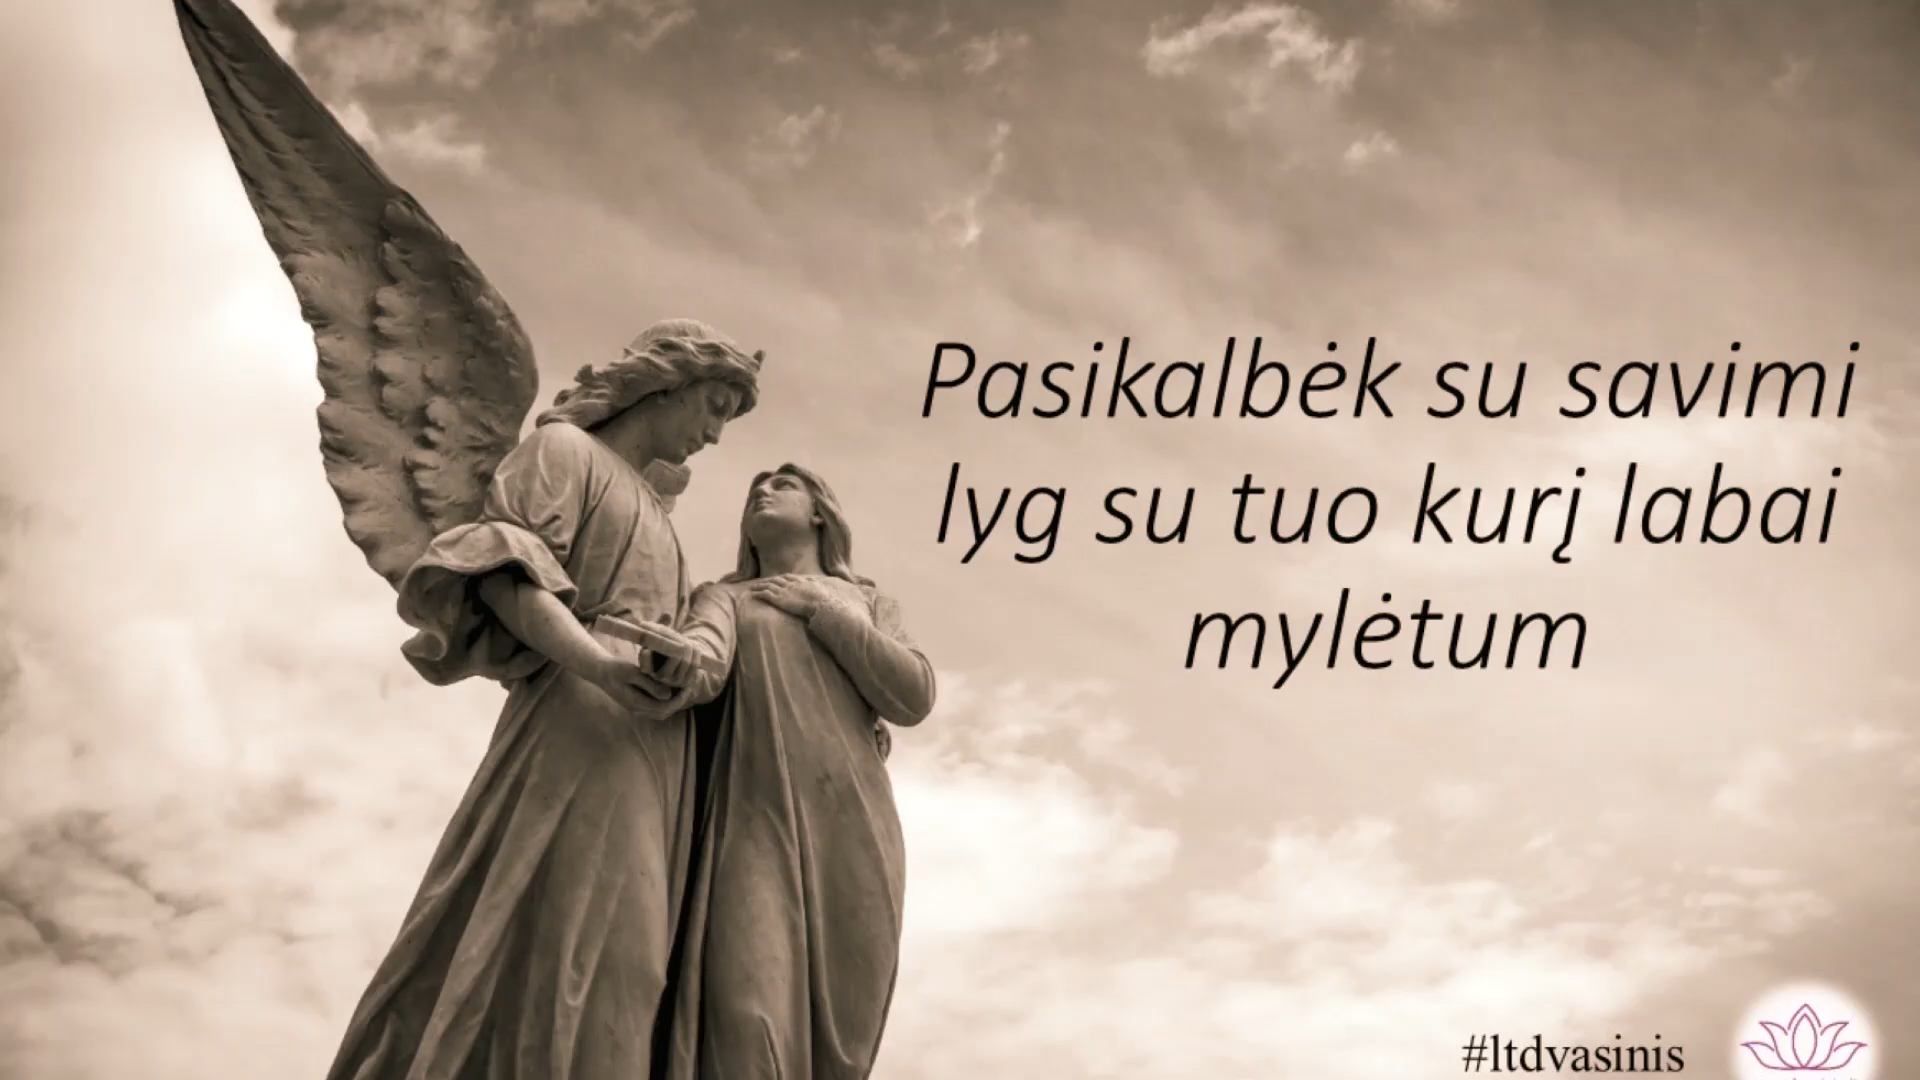 Pasikalbėk su savimi
lyg su tuo kurį labai
mylėtum
#ltdvasinis